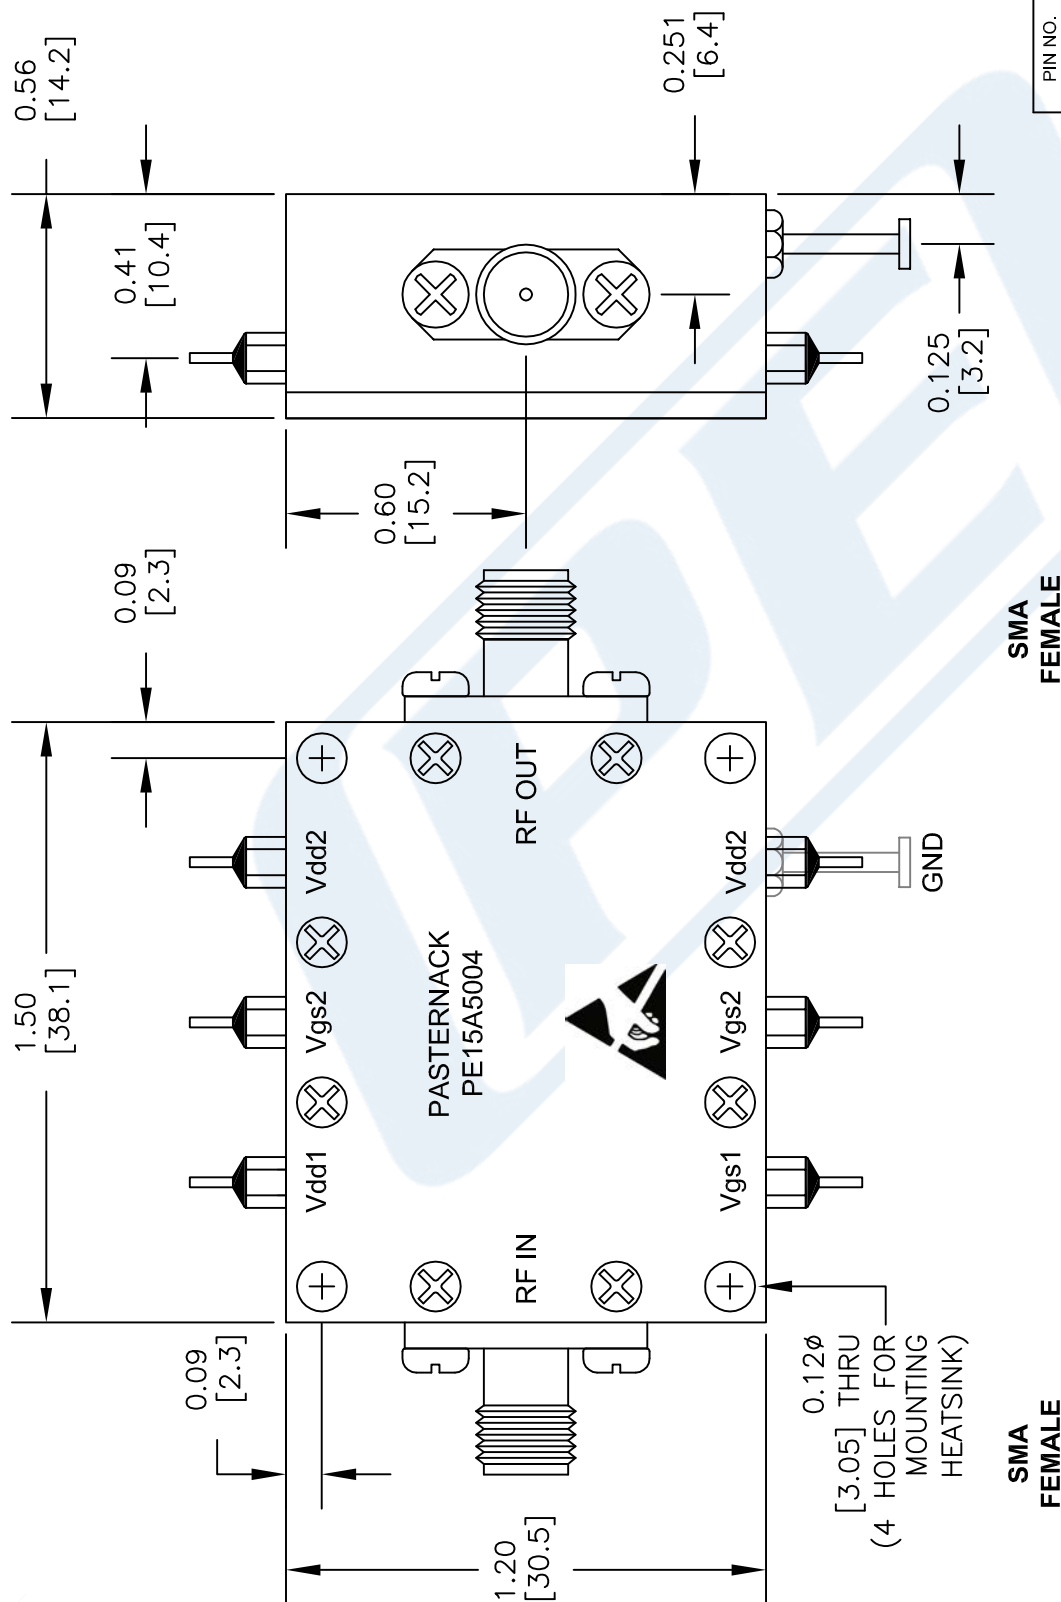 0.56
[14.2]
0.41
[10.4]
0.251
[6.4]
PIN NO.
0.125
[3.2]
0.60
[15.2]
0.09
[2.3]
SMA
FEMALE
1.50
[38.1]
Vdd2
RF OUT
Vdd2
GND
Vgs2
PASTERNACK
PE15A5004
Vgs2
Vdd1
RF IN
Vgs1
0.09
[2.3]
1.20
[30.5]
0.12ø
[3.05] THRU
(4 HOLES FOR
MOUNTING
HEATSINK)
SMA
FEMALE
PE